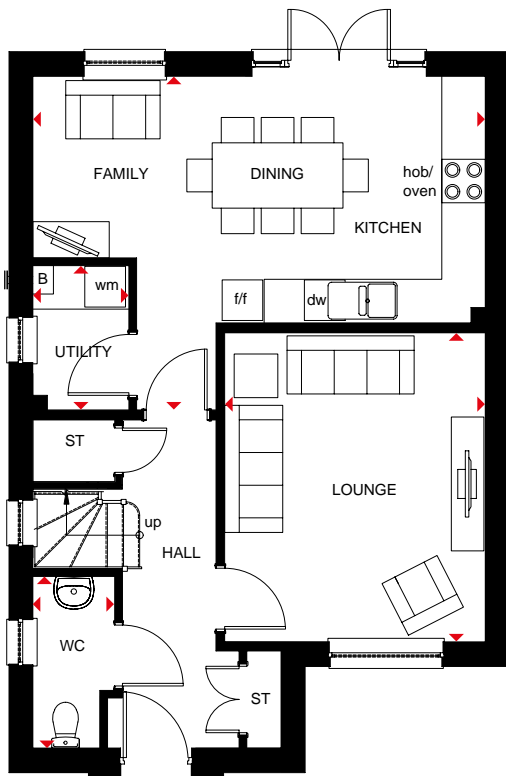 FAMILY
DINING
hob/
oven
KITCHEN
B
wm
f/f
dw
UTILITY
ST
LOUNGE
up
HALL
WC
ST